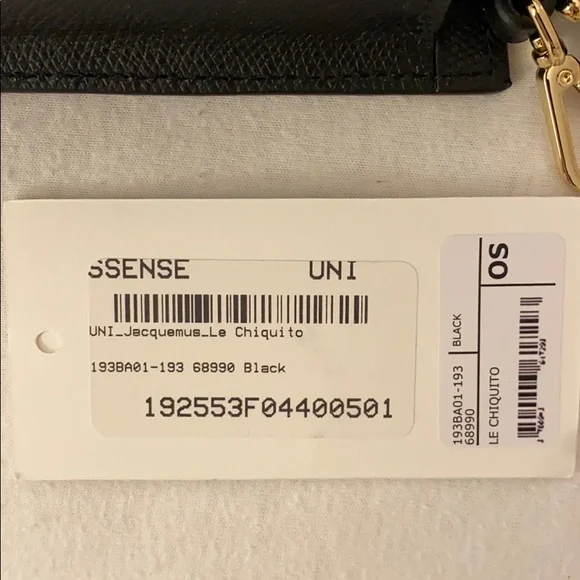 SSENSE UNI
UNI_Jacquemus_Le Chiquito
193BA01-193 68990 Black
192553F04400501
OS
BLACK
193BA01-193
68990
LE CHIQUITO